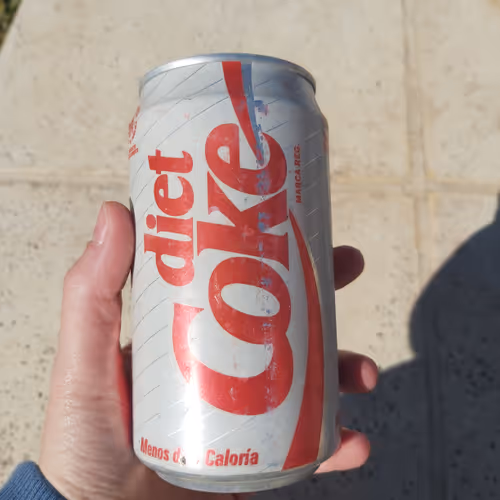 diet
Coke
MARCA REG.
Menos de Caloría